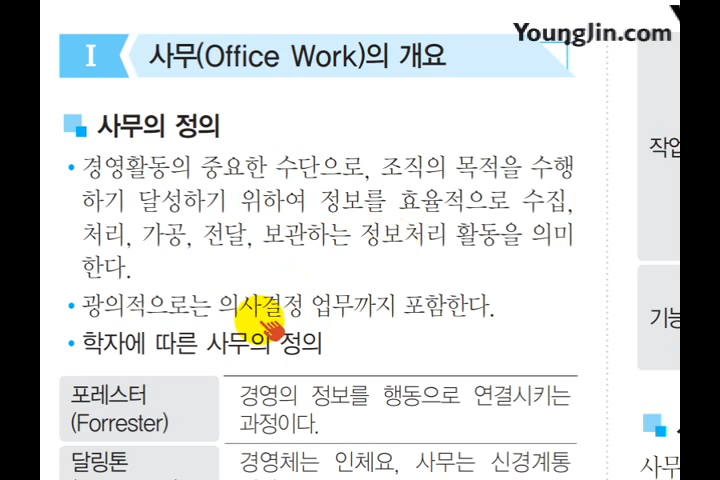 YoungJin.com
I 사무(Office Work)의 개요
사무의 정의
• 경영활동의 중요한 수단으로, 조직의 목적을 수행
하기 달성하기 위하여 정보를 효율적으로 수집,
처리, 가공, 전달, 보관하는 정보처리 활동을 의미
한다.
• 광의적으로는 의사결정 업무까지 포함한다.
• 학자에 따른 사무의 정의
포레스터
(Forrester)
경영의 정보를 행동으로 연결시키는
과정이다.
달링톤
경영체는 인체요, 사무는 신경계통
작업
기능
사무